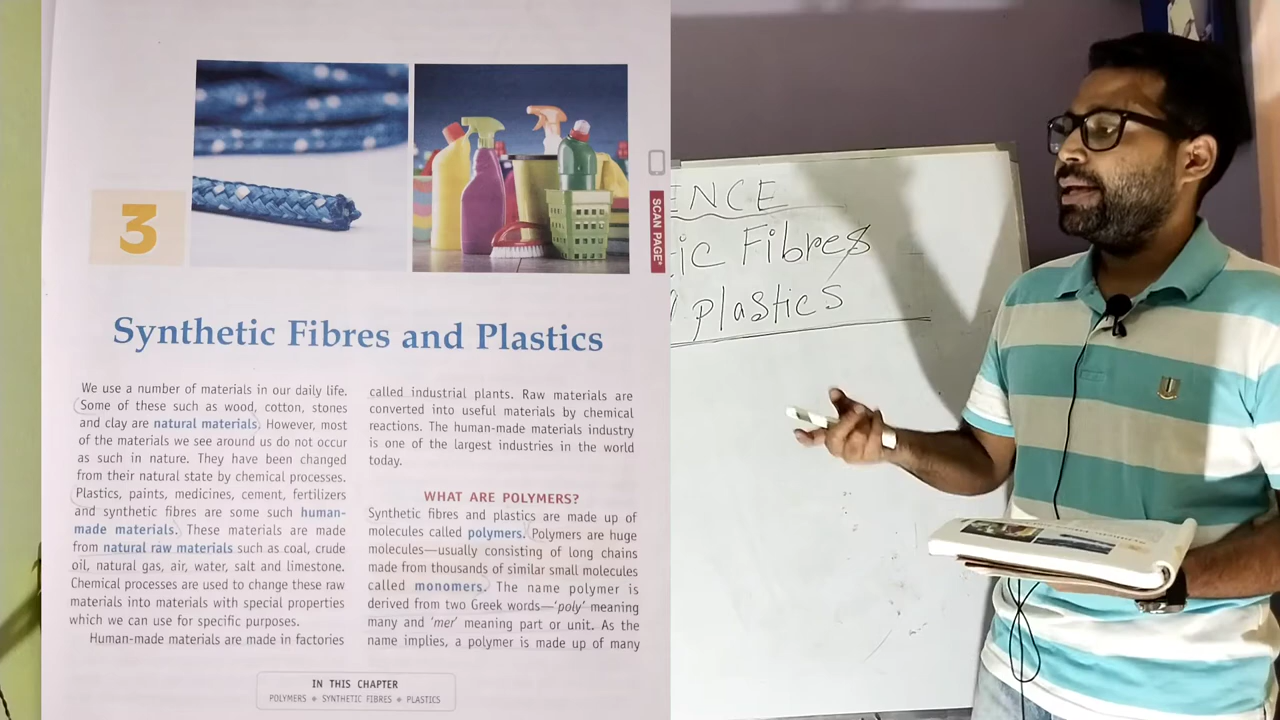 3
SCAN PAGE*
Synthetic Fibres and Plastics
We use a number of materials in our daily life.
Some of these such as wood, cotton, stones
and clay are natural materials. However, most
of the materials we see around us do not occur
as such in nature. They have been changed
from their natural state by chemical processes.
Plastics, paints, medicines, cement, fertilizers
and synthetic fibres are some such human-
made materials. These materials are made
from natural raw materials such as coal, crude
oil, natural gas, air, water, salt and limestone.
Chemical processes are used to change these raw
materials into materials with special properties
which we can use for specific purposes.
Human-made materials are made in factories
called industrial plants. Raw materials are
converted into useful materials by chemical
reactions. The human-made materials industry
is one of the largest industries in the world
today.
WHAT ARE POLYMERS?
Synthetic fibres and plastics are made up of
molecules called polymers. Polymers are huge
molecules—usually consisting of long chains
made from thousands of similar small molecules
called monomers. The name polymer is
derived from two Greek words—'poly' meaning
many and 'mer' meaning part or unit. As the
name implies, a polymer is made up of many
IN THIS CHAPTER
POLYMERS ✦ SYNTHETIC FIBRES ✦ PLASTICS
ENCE
ic Fibres
plastics